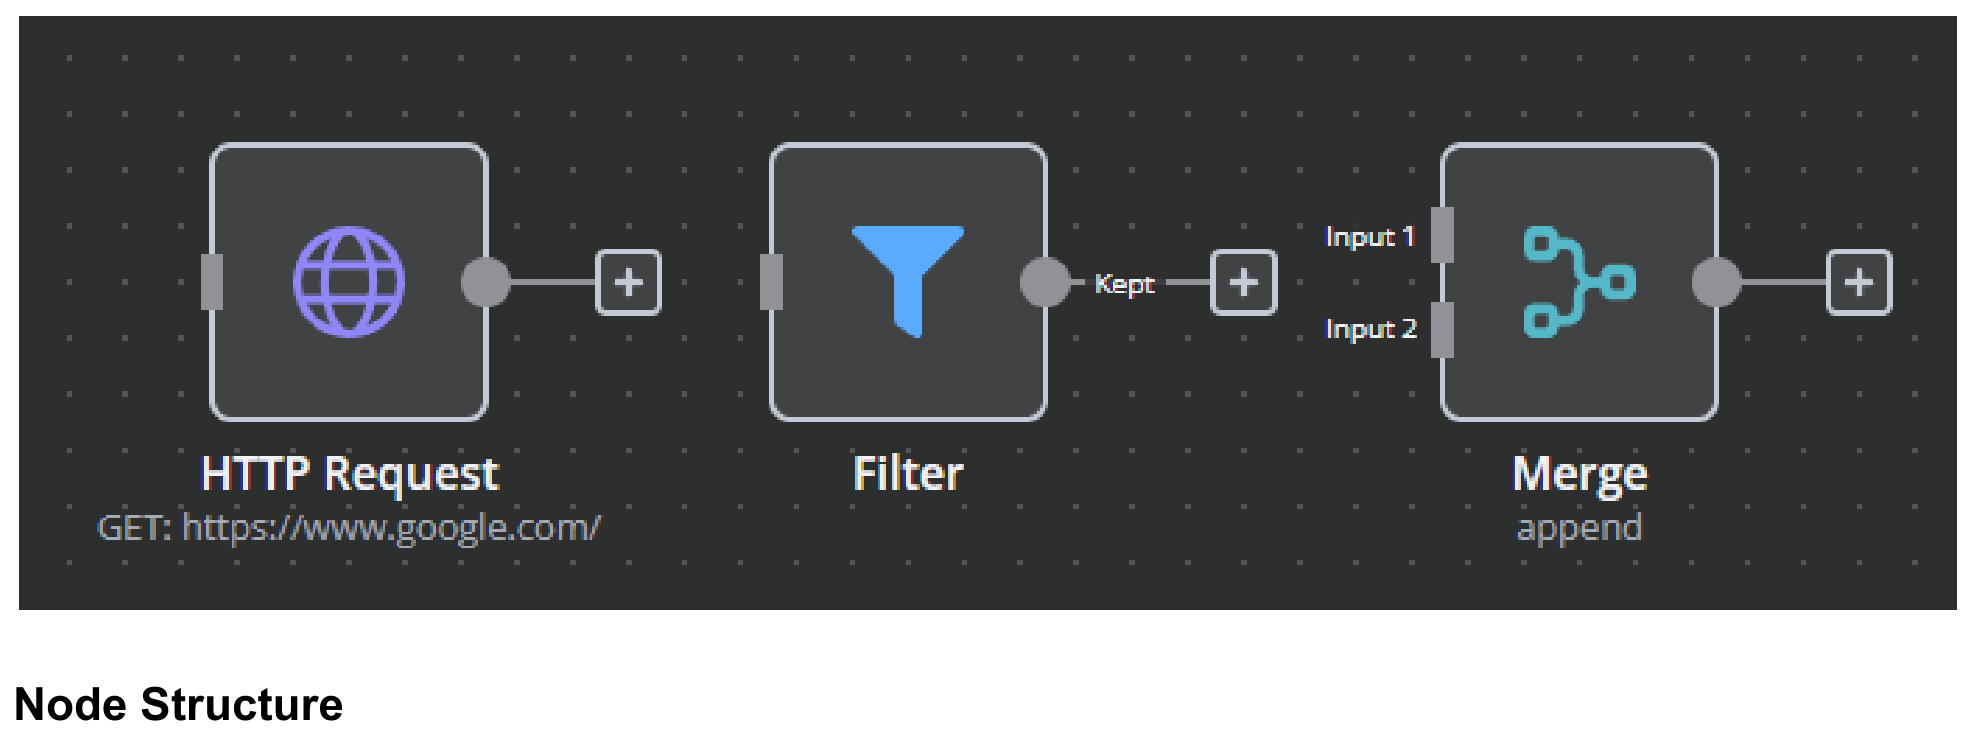 Kept
Input 1
Input 2
HTTP Request
GET: https://www.google.com/
Filter
Merge
append
Node Structure